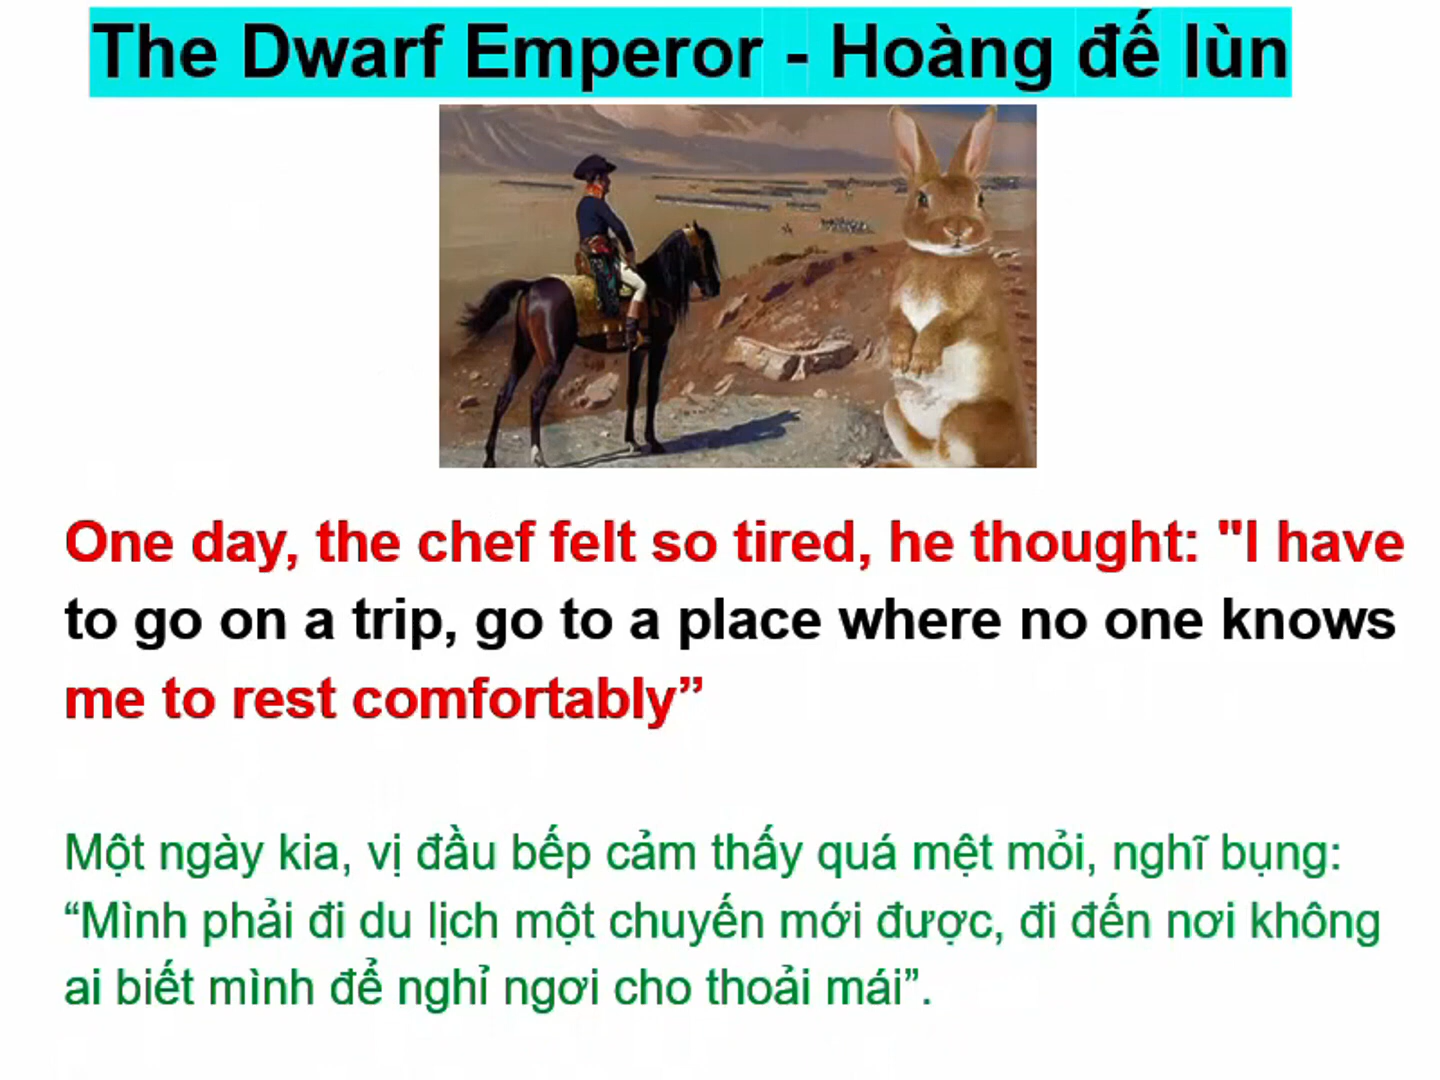 The Dwarf Emperor - Hoàng đế lùn
One day, the chef felt so tired, he thought: "I have
to go on a trip, go to a place where no one knows
me to rest comfortably”
Một ngày kia, vị đầu bếp cảm thấy quá mệt mỏi, nghĩ bụng:
“Mình phải đi du lịch một chuyến mới được, đi đến nơi không
ai biết mình để nghỉ ngơi cho thoải mái”.